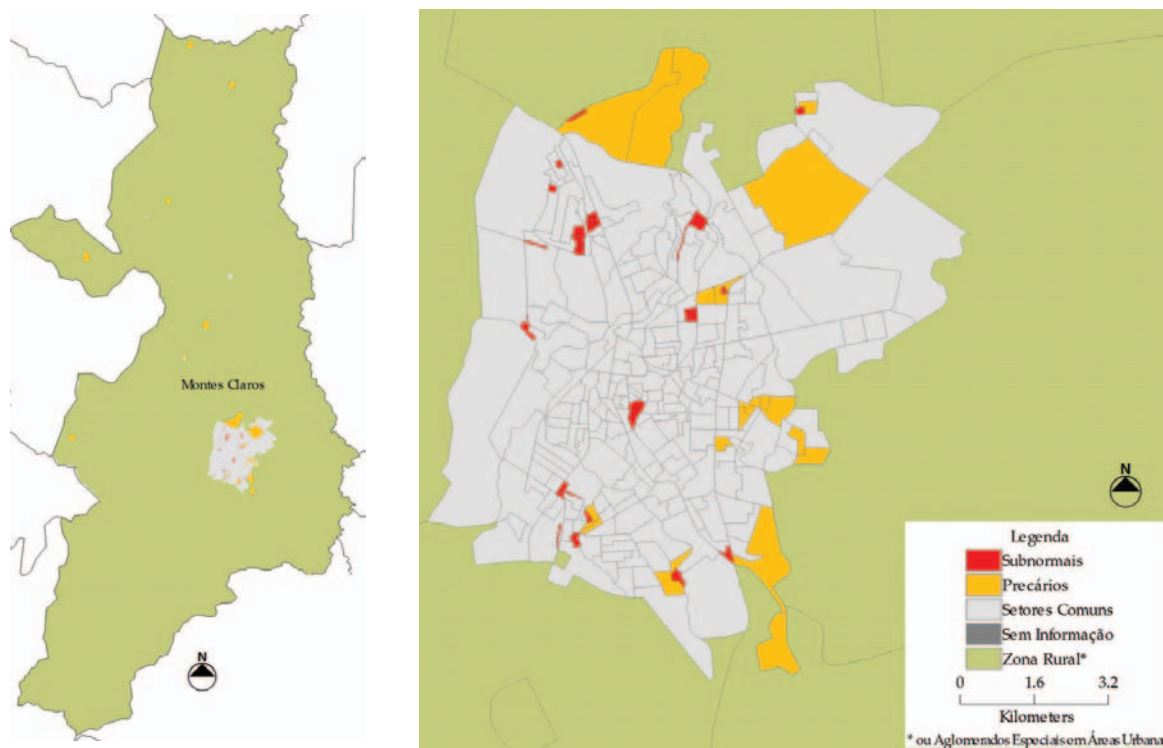 Montes Claros
N
N
Legenda
Subnormais
Precários
Setores Comuns
Sem Informação
Zona Rural*
0 1.6 3.2
Kilometers
* ou Aglomerados Especiais em Áreas Urbana